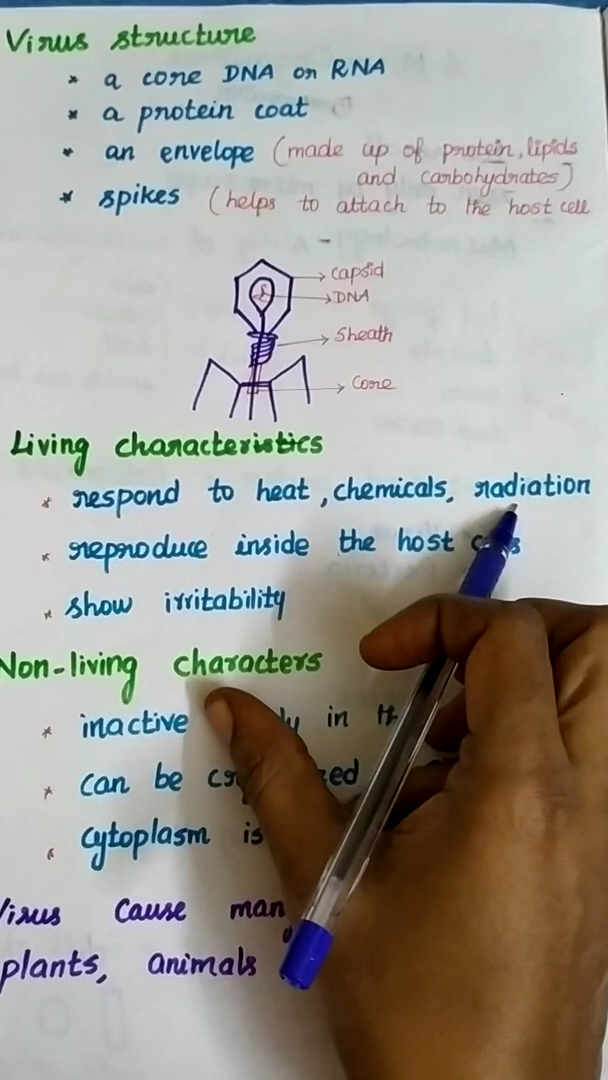 Virus structure
* a core DNA or RNA
* a protein coat
* an envelope (made up of protein, lipids
and carbohydrates)
* spikes (helps to attach to the host cell
capsid
DNA
Sheath
Core
Living characteristics
* respond to heat, chemicals, radiation
* reproduce inside the host
* show irritability
Non-living characters
* inactive in
* can be
* cytoplasm is
Virus cause
plants, animals